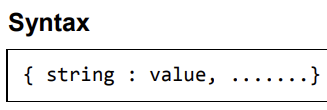 Syntax
{ string : value, .......}